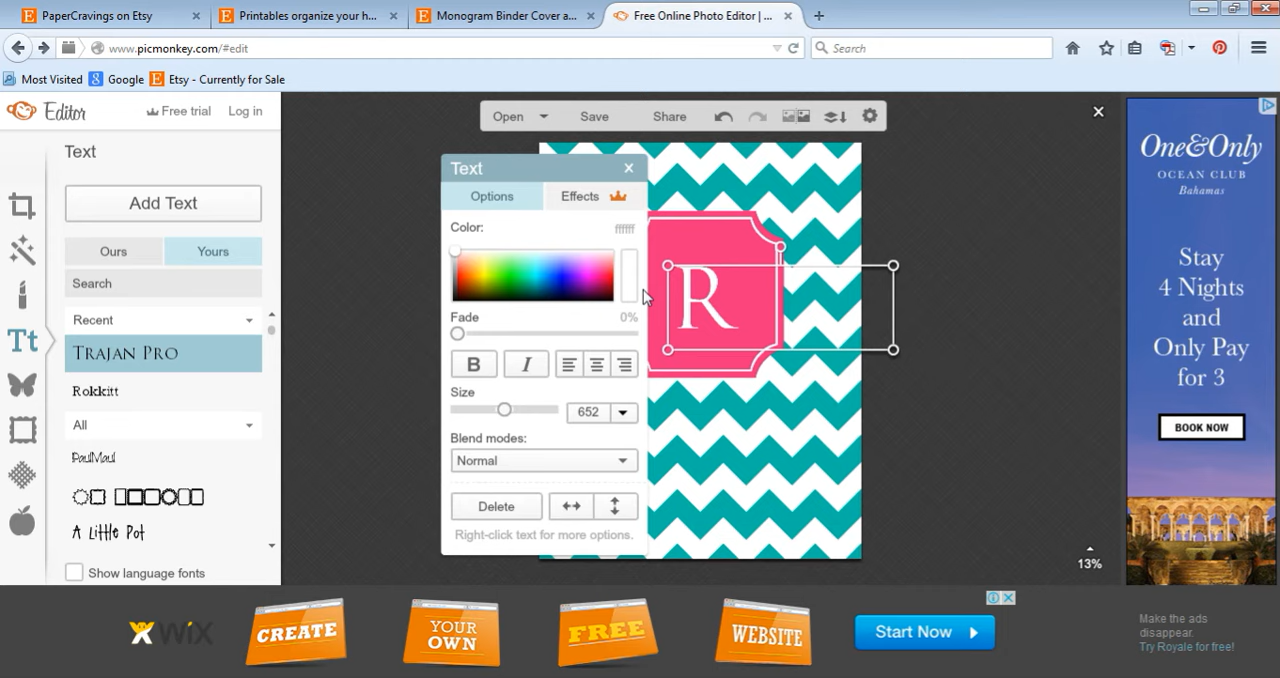 PaperCravings on Etsy
Printables organize your h...
Monogram Binder Cover a...
Free Online Photo Editor | ...
www.picmonkey.com/#edit
Search
Most Visited
Google
Etsy - Currently for Sale
Editor
Free trial
Log in
Open
Save
Share
Text
Add Text
Ours
Yours
Search
Recent
Trajan Pro
Rokkitt
All
PaulMaul
A Little Pot
Show language fonts
Text
Options
Effects
Color:
ffffff
Fade
0%
B
I
Size
652
Blend modes:
Normal
Delete
Right-click text for more options.
R
13%
One&Only
OCEAN CLUB
Bahamas
Stay
4 Nights
and
Only Pay
for 3
BOOK NOW
WiX
CREATE
YOUR
OWN
FREE
WEBSITE
Start Now
Make the ads
disappear.
Try Royale for free!